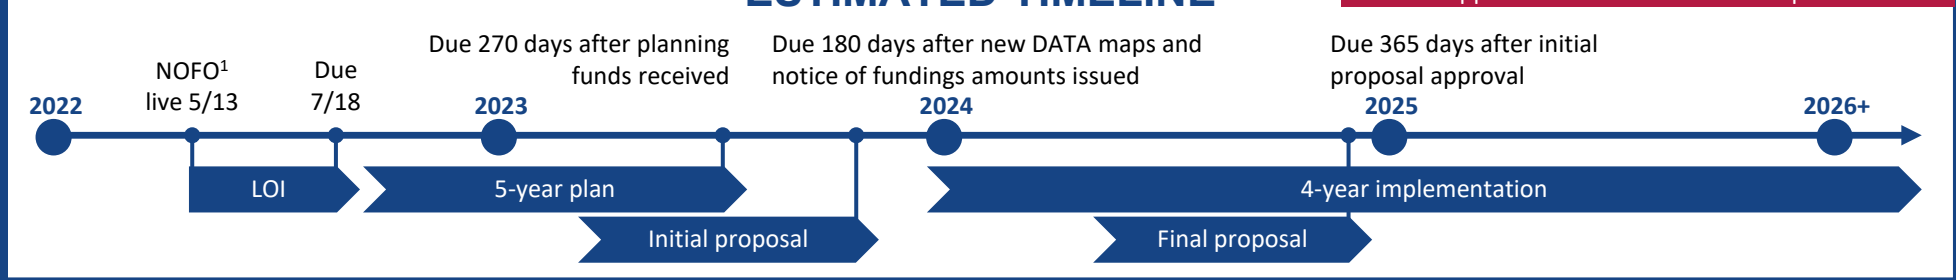 ESTIMATED TIMELINE
Due 270 days after planning
funds received
Due 180 days after new DATA maps and
notice of fundings amounts issued
Due 365 days after initial
proposal approval
NOFO¹
live 5/13
Due
7/18
2022
2023
2024
2025
2026+
LOI
5-year plan
4-year implementation
Initial proposal
Final proposal